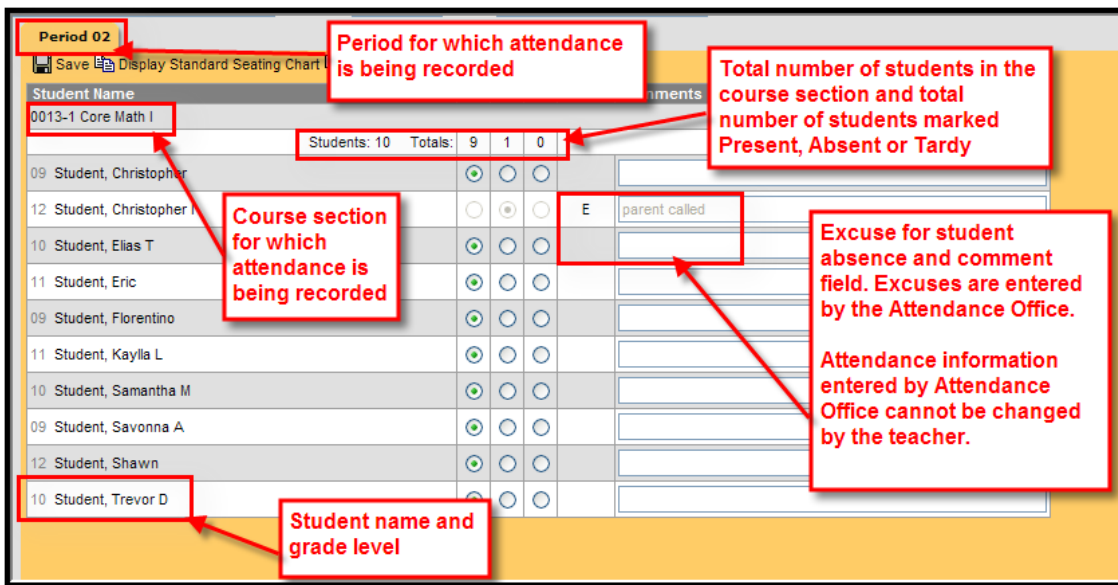 Period 02
Period for which attendance
is being recorded
Save Display Standard Seating Chart
Total number of students in the
course section and total
number of students marked
Present, Absent or Tardy
Student Name
0013-1 Core Math I
Students: 10 Totals: 9 1 0
09 Student, Christopher
12 Student, Christopher
E parent called
Course section
for which
attendance is
being recorded
Excuse for student
absence and comment
field. Excuses are entered
by the Attendance Office.
Attendance information
entered by Attendance
Office cannot be changed
by the teacher.
10 Student, Elias T
11 Student, Eric
09 Student, Florentino
11 Student, Kaylla L
10 Student, Samantha M
09 Student, Savonna A
12 Student, Shawn
10 Student, Trevor D
Student name and
grade level